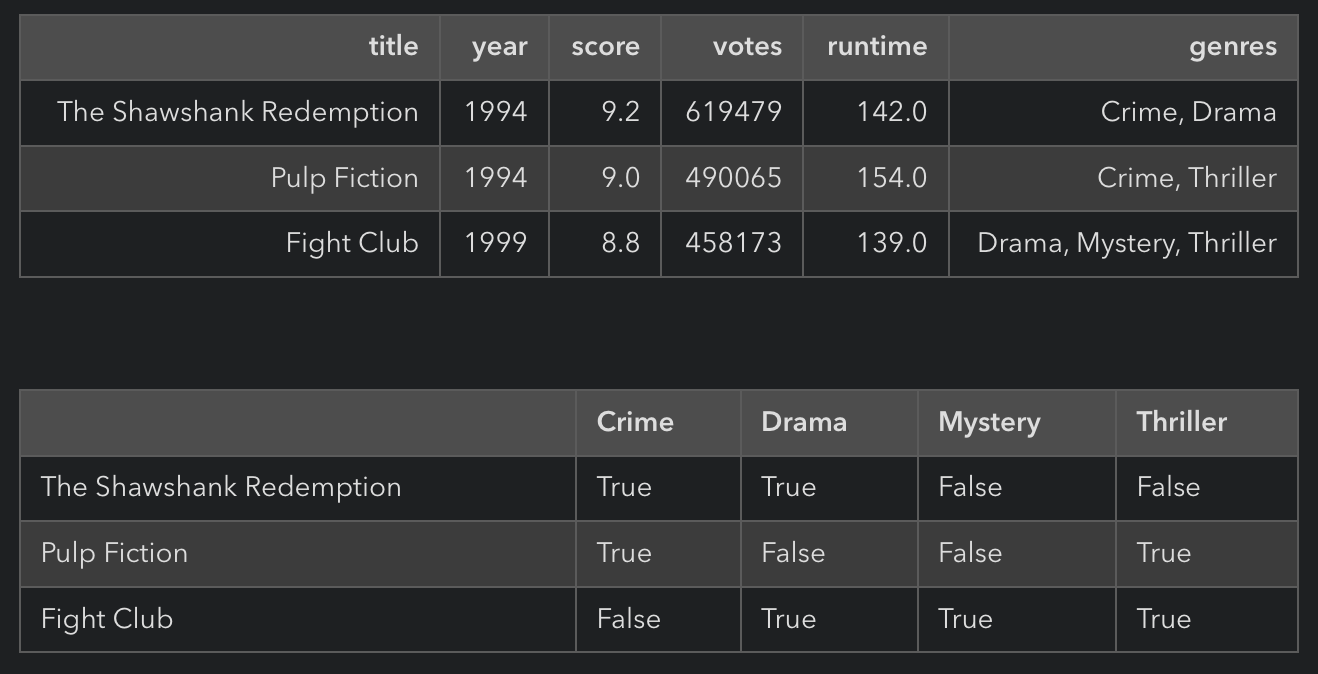 title year score votes runtime genres
The Shawshank Redemption 1994 9.2 619479 142.0 Crime, Drama
Pulp Fiction 1994 9.0 490065 154.0 Crime, Thriller
Fight Club 1999 8.8 458173 139.0 Drama, Mystery, Thriller
Crime Drama Mystery Thriller
The Shawshank Redemption True True False False
Pulp Fiction True False False True
Fight Club False True True True